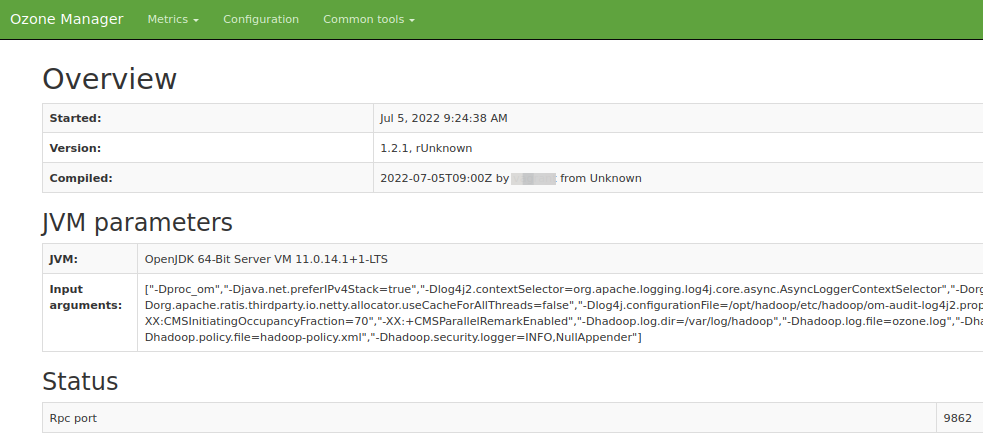 Ozone Manager Metrics Configuration Common tools
Overview
Started: Jul 5, 2022 9:24:38 AM
Version: 1.2.1, rUnknown
Compiled: 2022-07-05T09:00Z by from Unknown
JVM parameters
JVM: OpenJDK 64-Bit Server VM 11.0.14.1+1-LTS
Input arguments: ["-Dproc_om","-Djava.net.preferIPv4Stack=true","-Dlog4j2.contextSelector=org.apache.logging.log4j.core.async.AsyncLoggerContextSelector","-Dorg
Dorg.apache.ratis.thirdparty.io.netty.allocator.useCacheForAllThreads=false","-Dlog4j.configurationFile=/opt/hadoop/etc/hadoop/om-audit-log4j2.prop
XX:CMSInitiatingOccupancyFraction=70","-XX:+CMSParallelRemarkEnabled","-Dhadoop.log.dir=/var/log/hadoop","-Dhadoop.log.file=ozone.log","-Dha
Dhadoop.policy.file=hadoop-policy.xml","-Dhadoop.security.logger=INFO,NullAppender"]
Status
Rpc port 9862